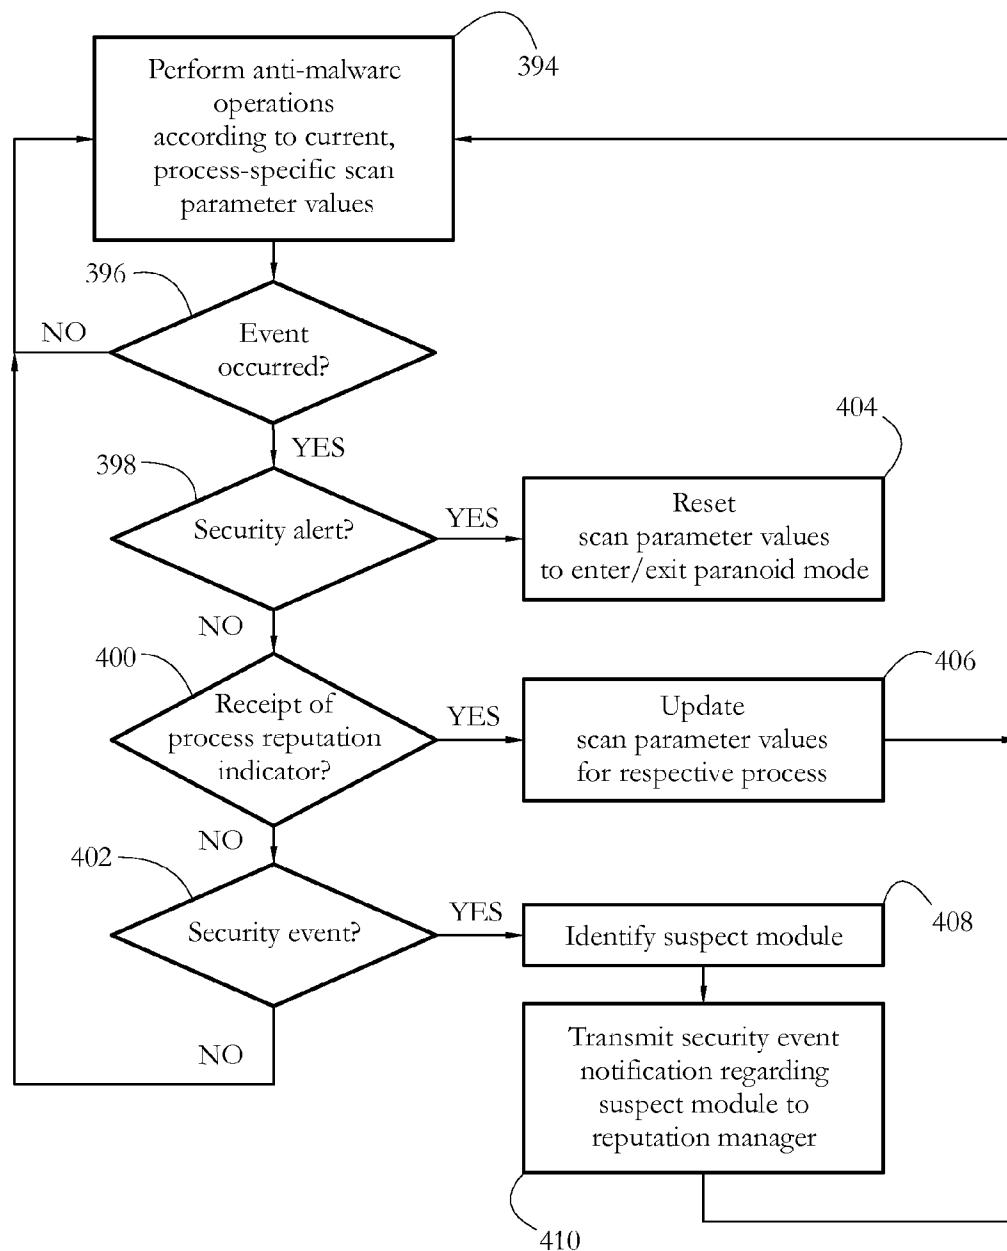 394
Perform anti-malware
operations
according to current,
process-specific scan
parameter values
396
NO
Event
occurred?
YES
398
Security alert?
YES
404
Reset
scan parameter values
to enter/exit paranoid mode
NO
400
Receipt of
process reputation
indicator?
YES
406
Update
scan parameter values
for respective process
NO
402
Security event?
YES
408
Identify suspect module
NO
Transmit security event
notification regarding
suspect module to
reputation manager
410